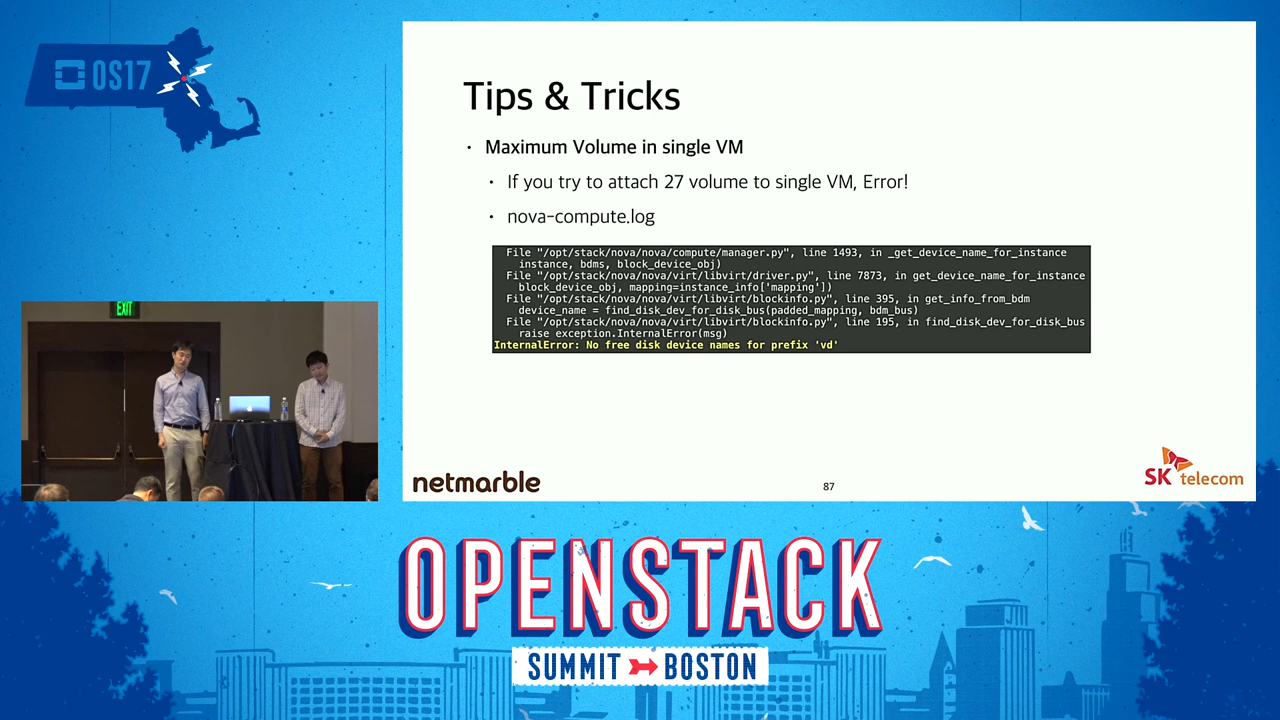 OS17
Tips & Tricks
• Maximum Volume in single VM
• If you try to attach 27 volume to single VM, Error!
• nova-compute.log
File "/opt/stack/nova/nova/compute/manager.py", line 1493, in _get_device_name_for_instance
instance, bdms, block_device_obj)
File "/opt/stack/nova/nova/virt/libvirt/driver.py", line 7873, in get_device_name_for_instance
block_device_obj, mapping=instance_info['mapping'])
File "/opt/stack/nova/nova/virt/libvirt/blockinfo.py", line 395, in get_info_from_bdm
device_name = find_disk_dev_for_disk_bus(padded_mapping, bdm_bus)
File "/opt/stack/nova/nova/virt/libvirt/blockinfo.py", line 195, in find_disk_dev_for_disk_bus
raise exception.InternalError(msg)
InternalError: No free disk device names for prefix 'vd'
netmarble
87
SK telecom
EXIT
OPENSTACK
SUMMIT BOSTON